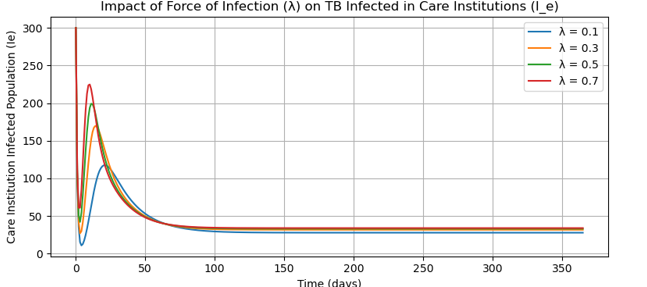 Impact of Force of Infection (λ) on TB Infected in Care Institutions (I_e)
Care Institution Infected Population (Ie)
300
250
200
150
100
50
0
λ = 0.1
λ = 0.3
λ = 0.5
λ = 0.7
0 50 100 150 200 250 300 350
Time (days)